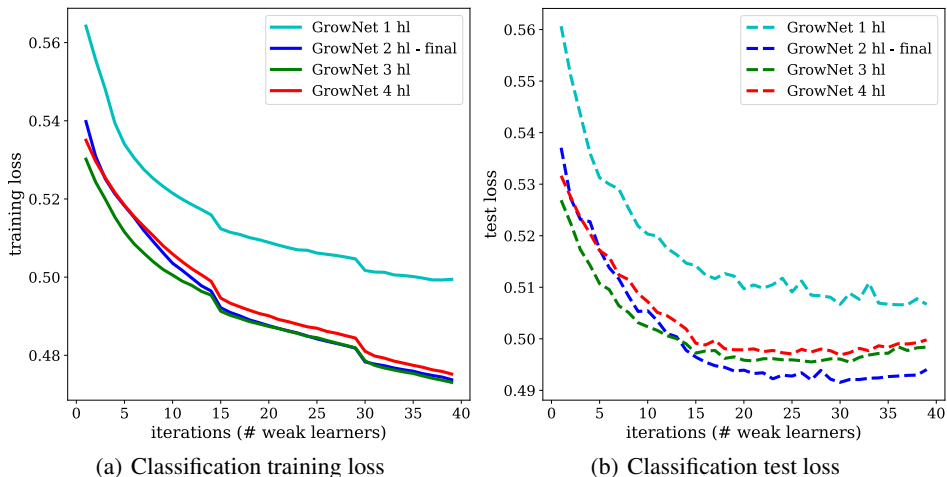 GrowNet 1 hl
GrowNet 2 hl - final
GrowNet 3 hl
GrowNet 4 hl
0.56
0.54
0.52
0.50
0.48
training loss
0 5 10 15 20 25 30 35 40
iterations (# weak learners)
(a) Classification training loss
GrowNet 1 hl
GrowNet 2 hl - final
GrowNet 3 hl
GrowNet 4 hl
0.56
0.55
0.54
0.53
0.52
0.51
0.50
0.49
test loss
0 5 10 15 20 25 30 35 40
iterations (# weak learners)
(b) Classification test loss